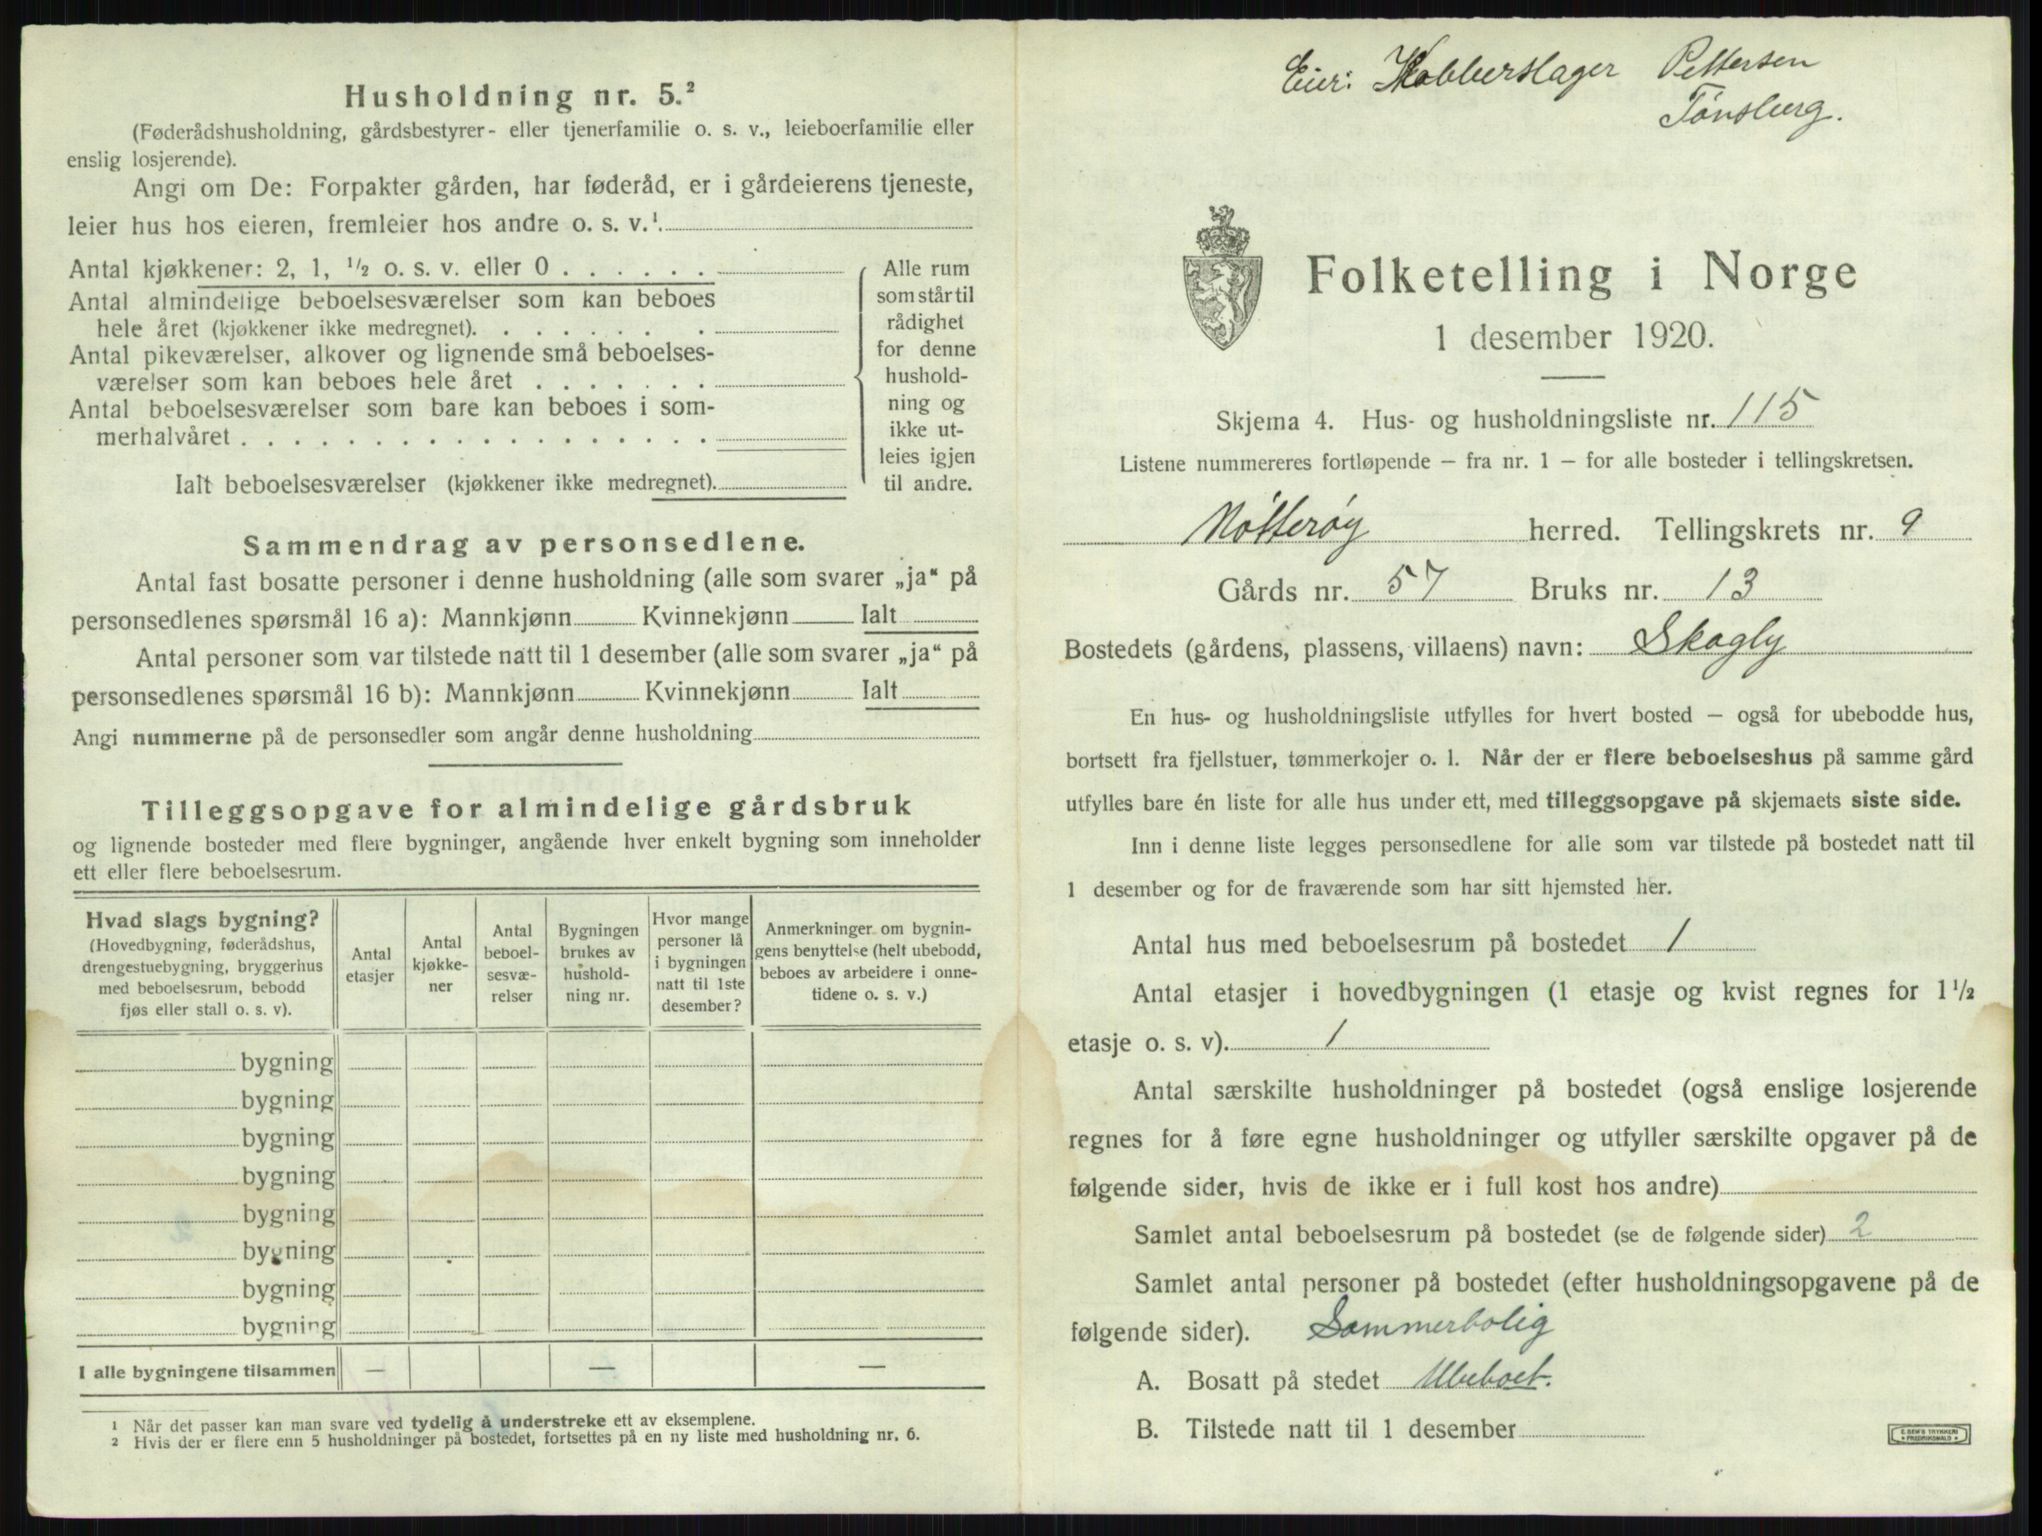 Husholdning nr. 5.²
(Føderådshusholdning, gårdsbestyrer- eller tjenerfamilie o. s. v., leieboerfamilie eller
enslig losjerende).
Angi om De: Forpakter gården, har føderåd, er i gårdeierens tjeneste,
leier hus hos eieren, fremleier hos andre o. s. v.¹
Antal kjøkkener: 2, 1, ½ o. s. v. eller 0 . . . . . .
Antal almindelige beboelsesværelser som kan beboes
hele året (kjøkkener ikke medregnet). . . . . . . .
Antal pikeværelser, alkover og lignende små beboelses-
værelser som kan beboes hele året . . . . . . .
Antal beboelsesværelser som bare kan beboes i som-
merhalvåret . . . . . . . . . . . . . . . . . .
Ialt beboelsesværelser (kjøkkener ikke medregnet).
Alle rum
som står til
rådighet
for denne
hushold-
ning og
ikke ut-
leies igjen
til andre.
Sammendrag av personsedlene.
Antal fast bosatte personer i denne husholdning (alle som svarer „ja“ på
personsedlenes spørsmål 16 a): Mannkjønn Kvinnekjønn Ialt
Antal personer som var tilstede natt til 1 desember (alle som svarer „ja“ på
personsedlenes spørsmål 16 b): Mannkjønn Kvinnekjønn Ialt
Angi nummerne på de personsedler som angår denne husholdning
Tilleggsopgave for almindelige gårdsbruk
og lignende bosteder med flere bygninger, angående hver enkelt bygning som inneholder
ett eller flere beboelsesrum.
Hvad slags bygning?
(Hovedbygning, føderådshus,
drengestuebygning, bryggerhus
med beboelsesrum, bebodd
fjøs eller stall o. s. v).
Antal
etasjer
Antal
kjøkke-
ner
Antal
beboel-
sesvæ-
relser
Bygningen
brukes av
hushold-
ning nr.
Hvor mange
personer lå
i bygningen
natt til 1ste
desember?
Anmerkninger om bygnin-
gens benyttelse (helt ubebodd,
beboes av arbeidere i onne-
tidene o. s. v.)
bygning
bygning
bygning
bygning
bygning
bygning
bygning
bygning
I alle bygningene tilsammen — — —
¹ Når det passer kan man svare ved tydelig å understreke ett av eksemplene.
² Hvis der er flere enn 5 husholdninger på bostedet, fortsettes på en ny liste med husholdning nr. 6.
Eier: Kobberslager Pettersen
Tønsberg.
Folketelling i Norge
1 desember 1920.
Skjema 4. Hus- og husholdningsliste nr. 115
Listene nummereres fortløpende — fra nr. 1 — for alle bosteder i tellingskretsen.
Nøtterøy herred. Tellingskrets nr. 9
Gårds nr. 57 Bruks nr. 13
Bostedets (gårdens, plassens, villaens) navn: Skogly
En hus- og husholdningsliste utfylles for hvert bosted — også for ubebodde hus,
bortsett fra fjellstuer, tømmerkojer o. l. Når der er flere beboelseshus på samme gård
utfylles bare én liste for alle hus under ett, med tilleggsopgave på skjemaets siste side.
Inn i denne liste legges personsedlene for alle som var tilstede på bostedet natt til
1 desember og for de fraværende som har sitt hjemsted her.
Antal hus med beboelsesrum på bostedet 1
Antal etasjer i hovedbygningen (1 etasje og kvist regnes for 1½
etasje o. s. v). 1
Antal særskilte husholdninger på bostedet (også enslige losjerende
regnes for å føre egne husholdninger og utfyller særskilte opgaver på de
følgende sider, hvis de ikke er i full kost hos andre)
Samlet antal beboelsesrum på bostedet (se de følgende sider) 2
Samlet antal personer på bostedet (efter husholdningsopgavene på de
følgende sider). Sommerbolig
A. Bosatt på stedet Ubeboet.
B. Tilstede natt til 1 desember